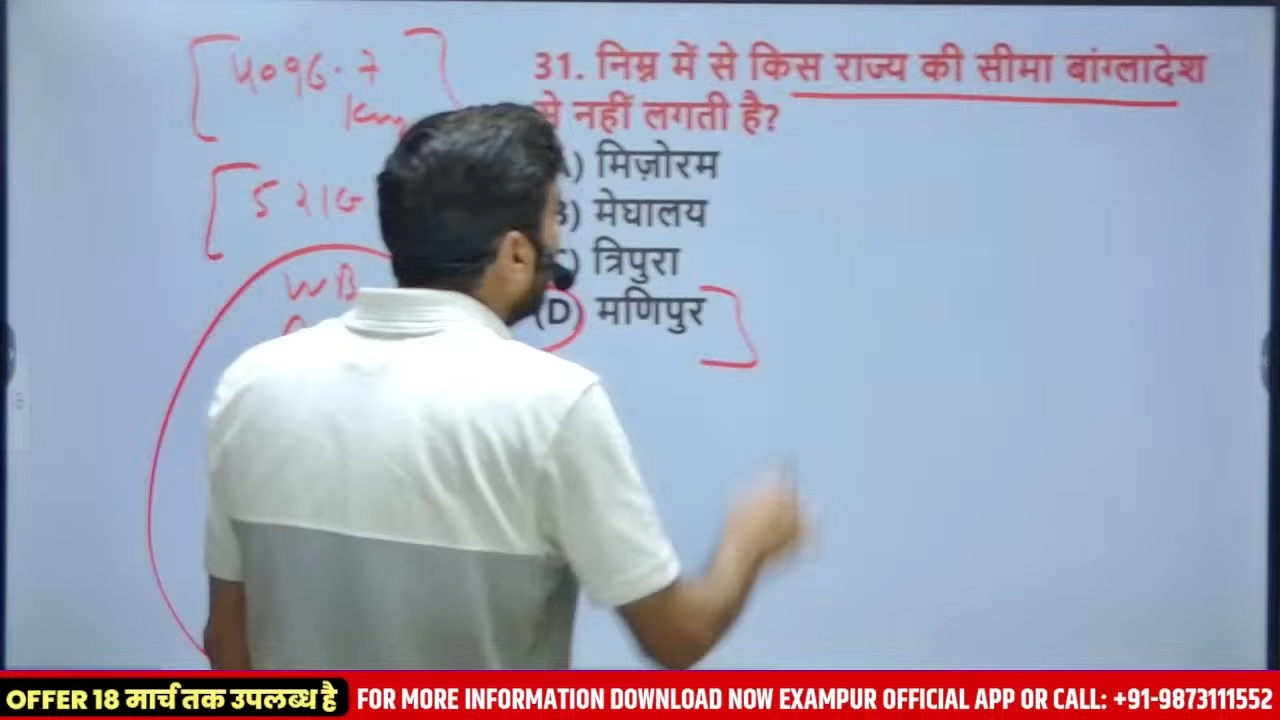 4096.7
km
31. निम्न में से किस राज्य की सीमा बांग्लादेश
से नहीं लगती है?
A) मिज़ोरम
B) मेघालय
C) त्रिपुरा
(D) मणिपुर
WB
OFFER 18 मार्च तक उपलब्ध है FOR MORE INFORMATION DOWNLOAD NOW EXAMPUR OFFICIAL APP OR CALL: +91-9873111552